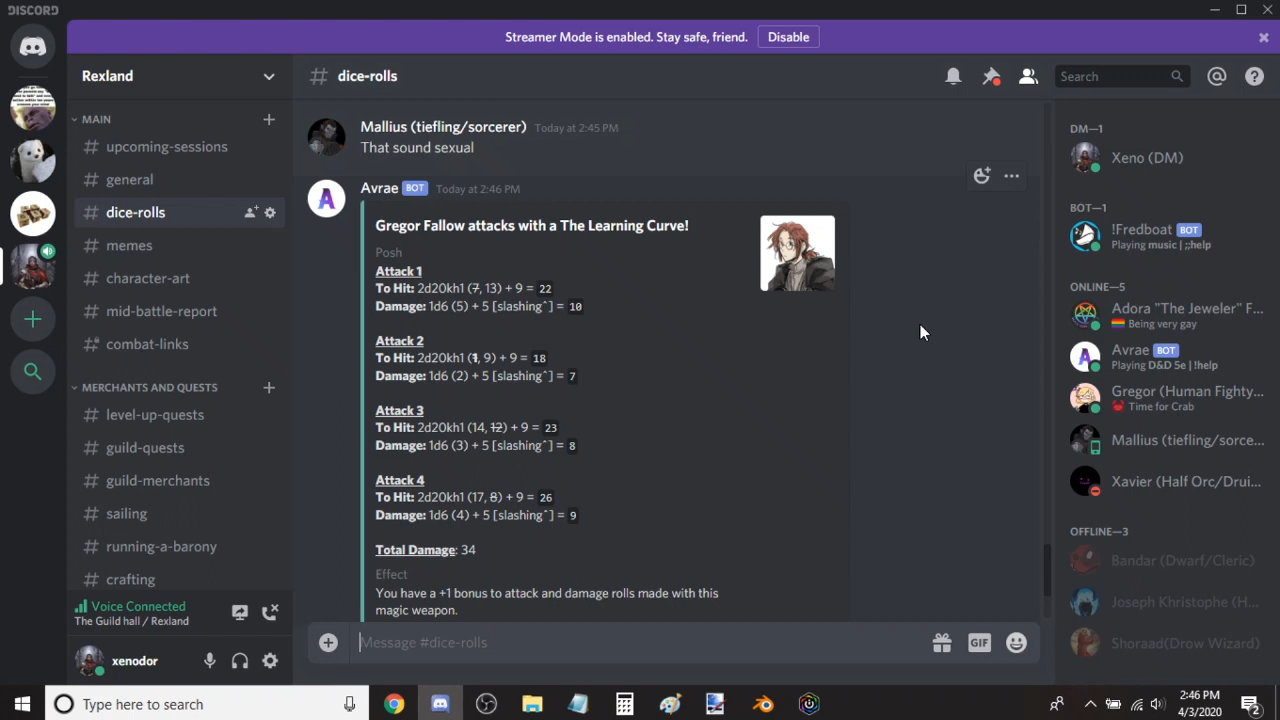 DISCORD
Streamer Mode is enabled. Stay safe, friend. Disable
Rexland
# dice-rolls
Search
MAIN
# upcoming-sessions
# general
# dice-rolls
# memes
# character-art
# mid-battle-report
# combat-links
MERCHANTS AND QUESTS
# level-up-quests
# guild-quests
# guild-merchants
# sailing
# running-a-barony
# crafting
Voice Connected
The Guild hall / Rexland
xenodor
Mallius (tiefling/sorcerer) Today at 2:45 PM
That sound sexual
Avrae BOT Today at 2:46 PM
Gregor Fallow attacks with a The Learning Curve!
Posh
Attack 1
To Hit: 2d20kh1 (7, 13) + 9 = 22
Damage: 1d6 (5) + 5 [slashing^] = 10
Attack 2
To Hit: 2d20kh1 (1, 9) + 9 = 18
Damage: 1d6 (2) + 5 [slashing^] = 7
Attack 3
To Hit: 2d20kh1 (14, 12) + 9 = 23
Damage: 1d6 (3) + 5 [slashing^] = 8
Attack 4
To Hit: 2d20kh1 (17, 8) + 9 = 26
Damage: 1d6 (4) + 5 [slashing^] = 9
Total Damage: 34
Effect
You have a +1 bonus to attack and damage rolls made with this
magic weapon.
Message #dice-rolls
GIF
DM—1
Xeno (DM)
BOT—1
!Fredboat BOT
Playing music | ;;help
ONLINE—5
Adora "The Jeweler" F...
Being very gay
Avrae BOT
Playing D&D 5e | !help
Gregor (Human Fighty...
Time for Crab
Mallius (tiefling/sorce...
Xavier (Half Orc/Drui...
OFFLINE—3
Bandar (Dwarf/Cleric)
Joseph Khristophe (H...
Shoraad(Drow Wizard)
Type here to search
2:46 PM
4/3/2020
2